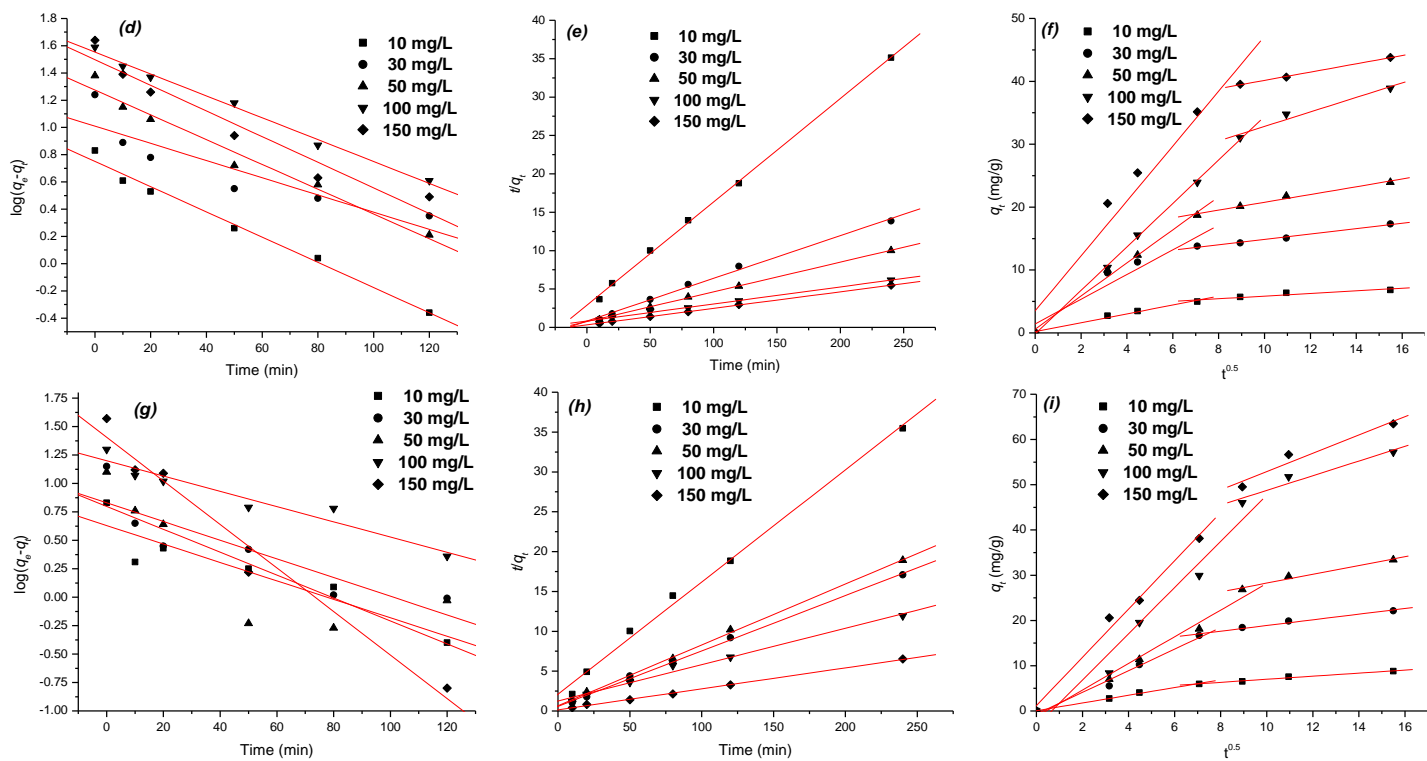 (d)
10 mg/L
30 mg/L
50 mg/L
100 mg/L
150 mg/L
1.8
1.6
1.4
1.2
1.0
0.8
0.6
0.4
0.2
0.0
-0.2
-0.4
log(qe-qt)
0 20 40 60 80 100 120
Time (min)
(e)
10 mg/L
30 mg/L
50 mg/L
100 mg/L
150 mg/L
40
35
30
25
20
15
10
5
0
t/qt
0 50 100 150 200 250
Time (min)
(f)
10 mg/L
30 mg/L
50 mg/L
100 mg/L
150 mg/L
50
40
30
20
10
0
qt (mg/g)
0 2 4 6 8 10 12 14 16
t0.5
(g)
10 mg/L
30 mg/L
50 mg/L
100 mg/L
150 mg/L
1.75
1.50
1.25
1.00
0.75
0.50
0.25
0.00
-0.25
-0.50
-0.75
-1.00
log(qe-qt)
0 20 40 60 80 100 120
Time (min)
(h)
10 mg/L
30 mg/L
50 mg/L
100 mg/L
150 mg/L
40
35
30
25
20
15
10
5
0
t/qt
0 25 50 75 100 125 150 175 200 225 250 275
Time (min)
(i)
10 mg/L
30 mg/L
50 mg/L
100 mg/L
150 mg/L
70
60
50
40
30
20
10
0
qt (mg/g)
0 2 4 6 8 10 12 14 16
t0.5